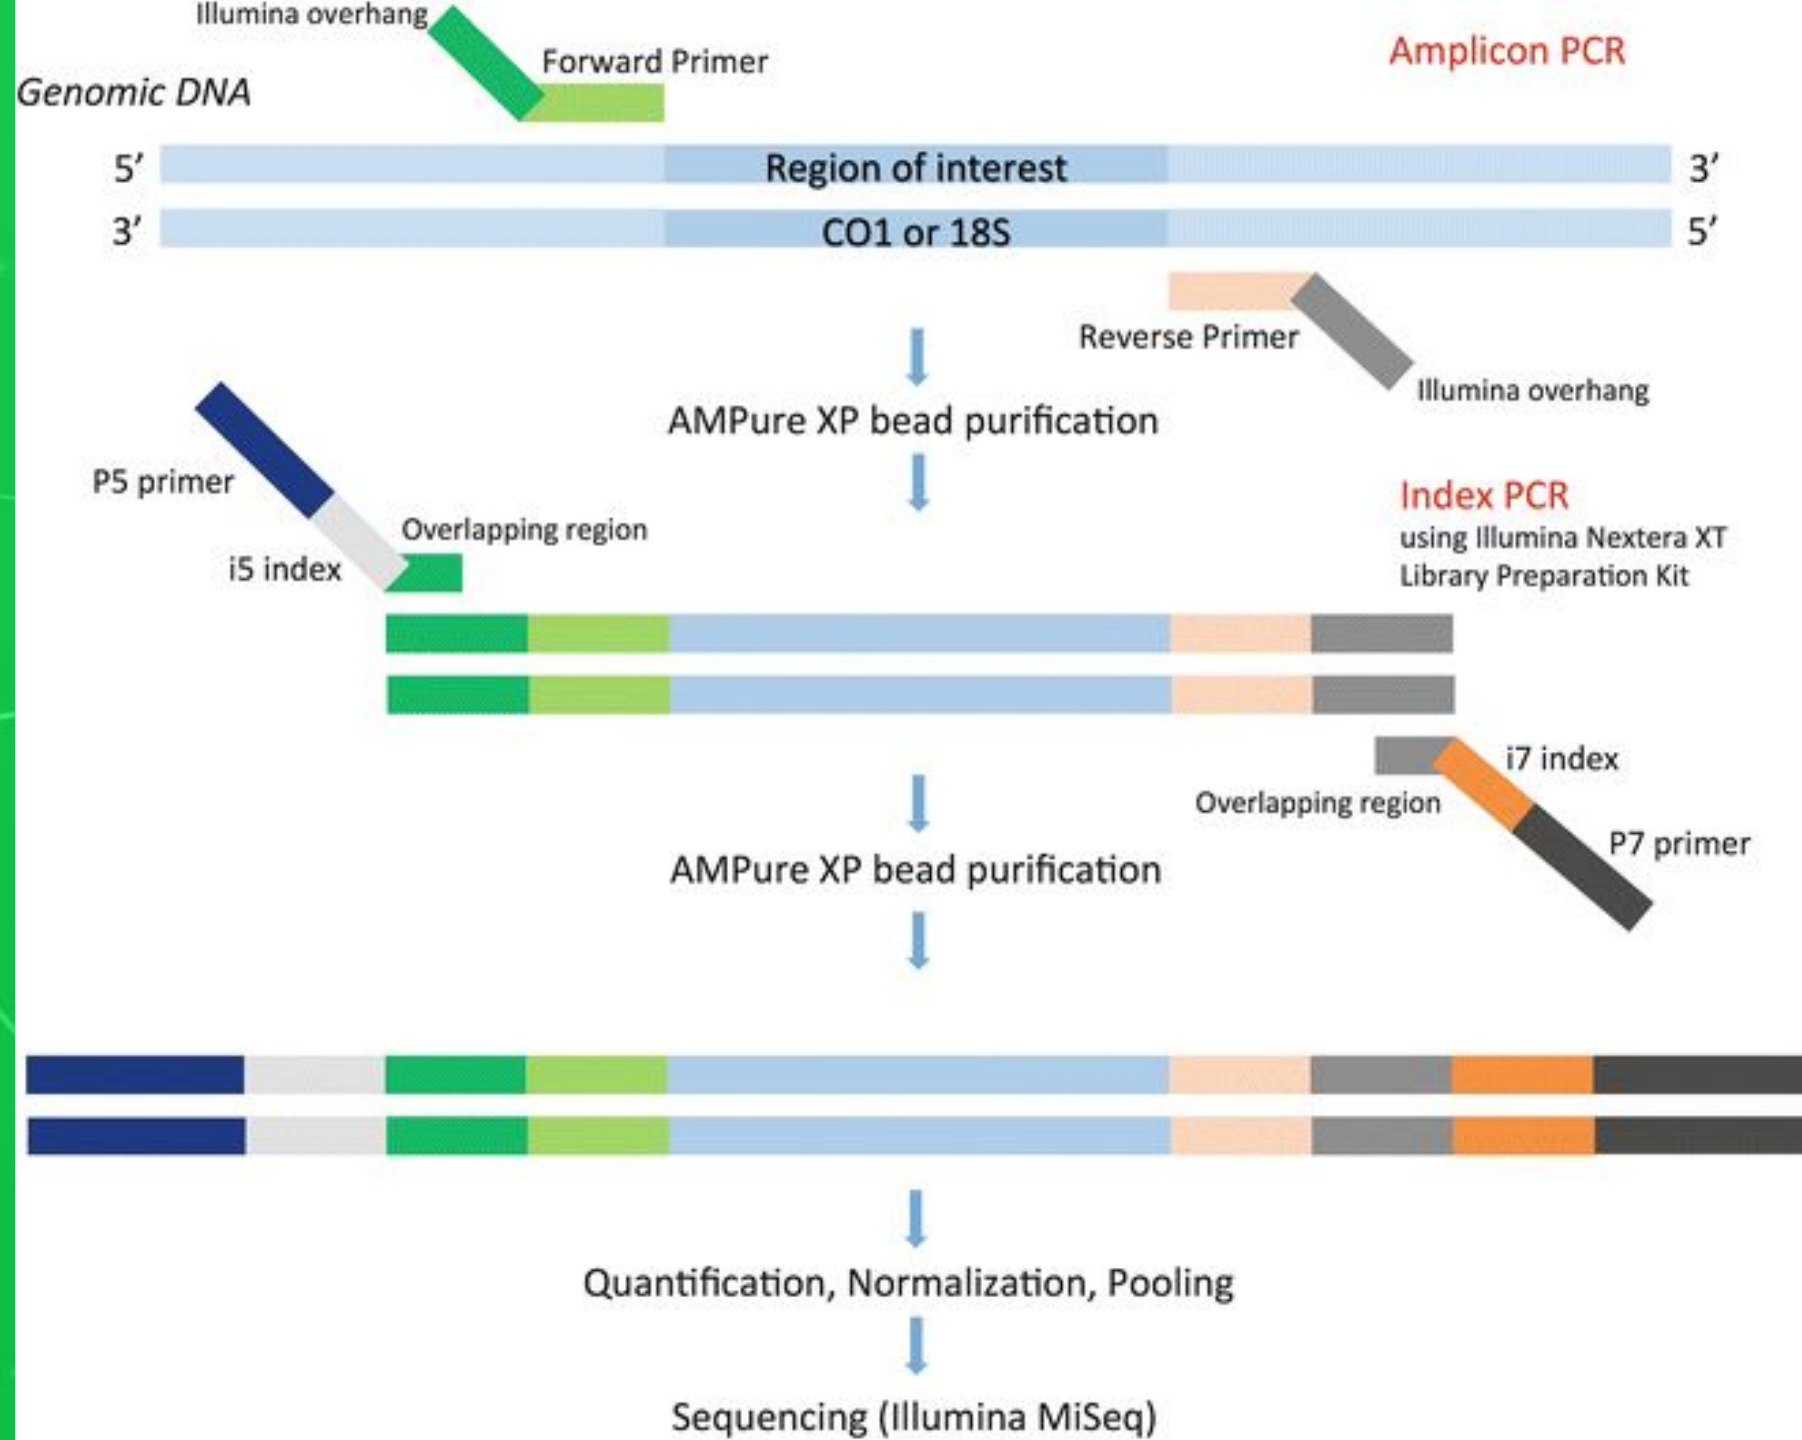 Illumina overhang
Amplicon PCR
Forward Primer
Genomic DNA
5′ Region of interest 3′
3′ CO1 or 18S 5′
Reverse Primer
Illumina overhang
AMPure XP bead purification
P5 primer
Index PCR
using Illumina Nextera XT
Library Preparation Kit
Overlapping region
i5 index
i7 index
Overlapping region
P7 primer
AMPure XP bead purification
Quantification, Normalization, Pooling
Sequencing (Illumina MiSeq)